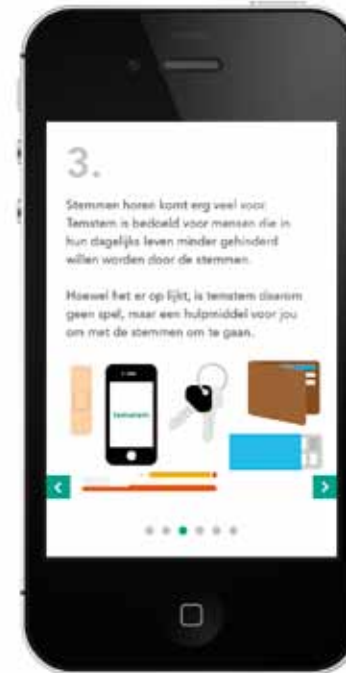 3.
Stemmen horen komt erg veel voor.
Temstem is bedoeld voor mensen die in
hun dagelijks leven minder gehinderd
willen worden door de stemmen.
Hoewel het er op lijkt, is temstem daarom
geen spel, maar een hulpmiddel voor jou
om met de stemmen om te gaan.
temstem